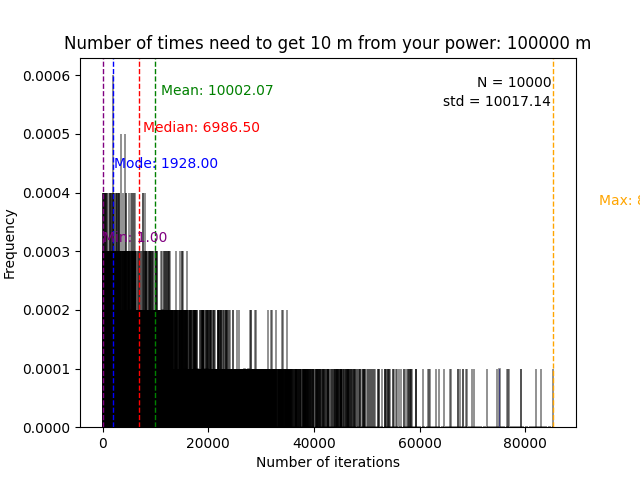 Number of times need to get 10 m from your power: 100000 m
N = 10000
std = 10017.14
Mean: 10002.07
Median: 6986.50
Mode: 1928.00
Max: 8
Min: 1.00
Frequency
0.0006
0.0005
0.0004
0.0003
0.0002
0.0001
0.0000
0
20000
40000
60000
80000
Number of iterations